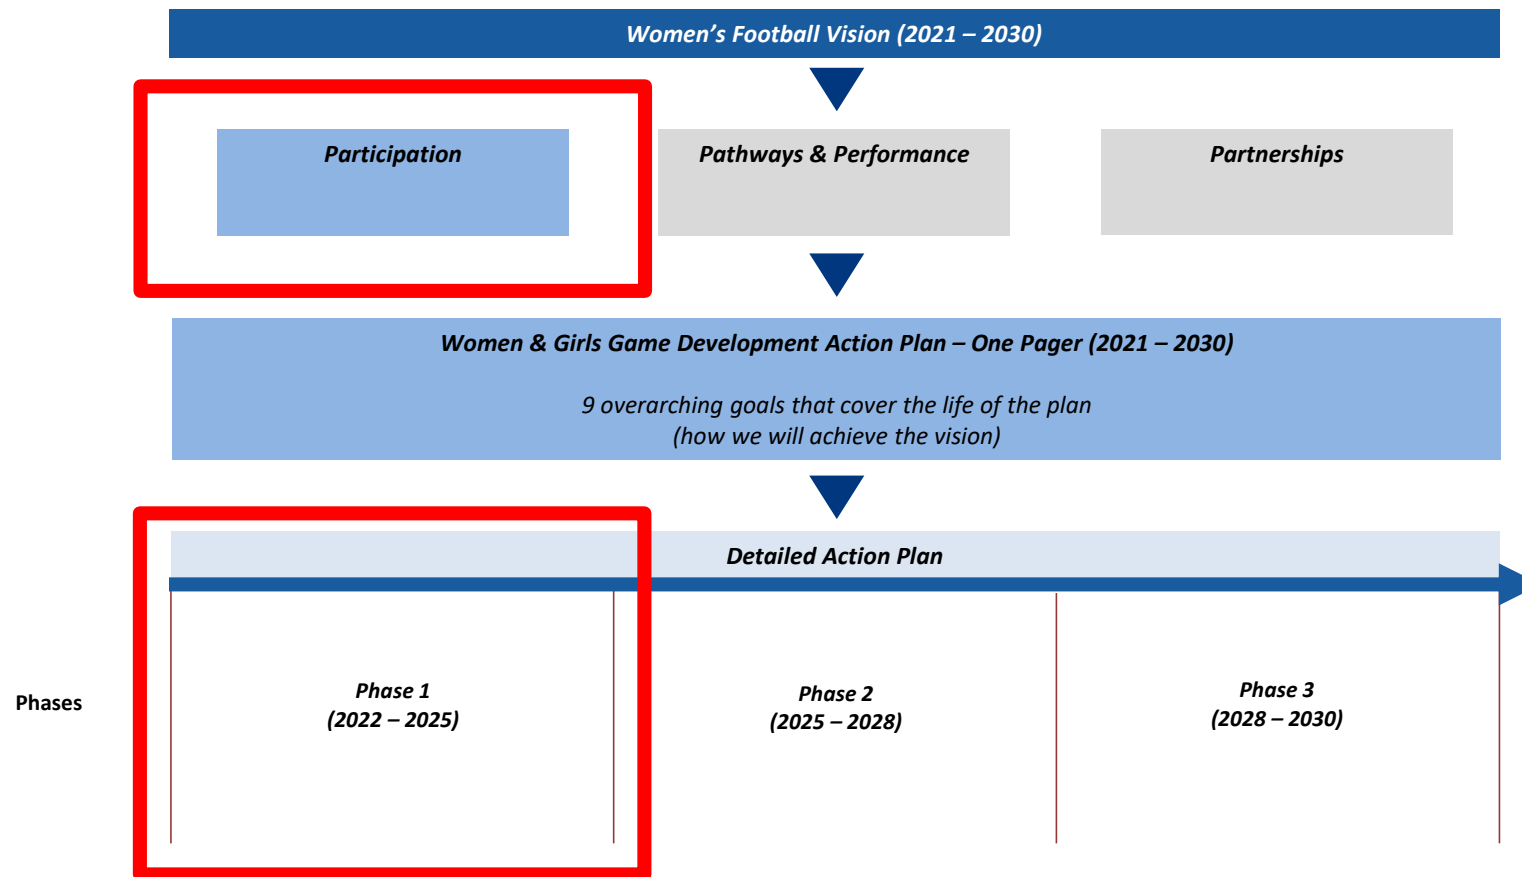 Women’s Football Vision (2021 – 2030)
Participation
Pathways & Performance
Partnerships
Women & Girls Game Development Action Plan – One Pager (2021 – 2030)
9 overarching goals that cover the life of the plan
(how we will achieve the vision)
Detailed Action Plan
Phases
Phase 1
(2022 – 2025)
Phase 2
(2025 – 2028)
Phase 3
(2028 – 2030)